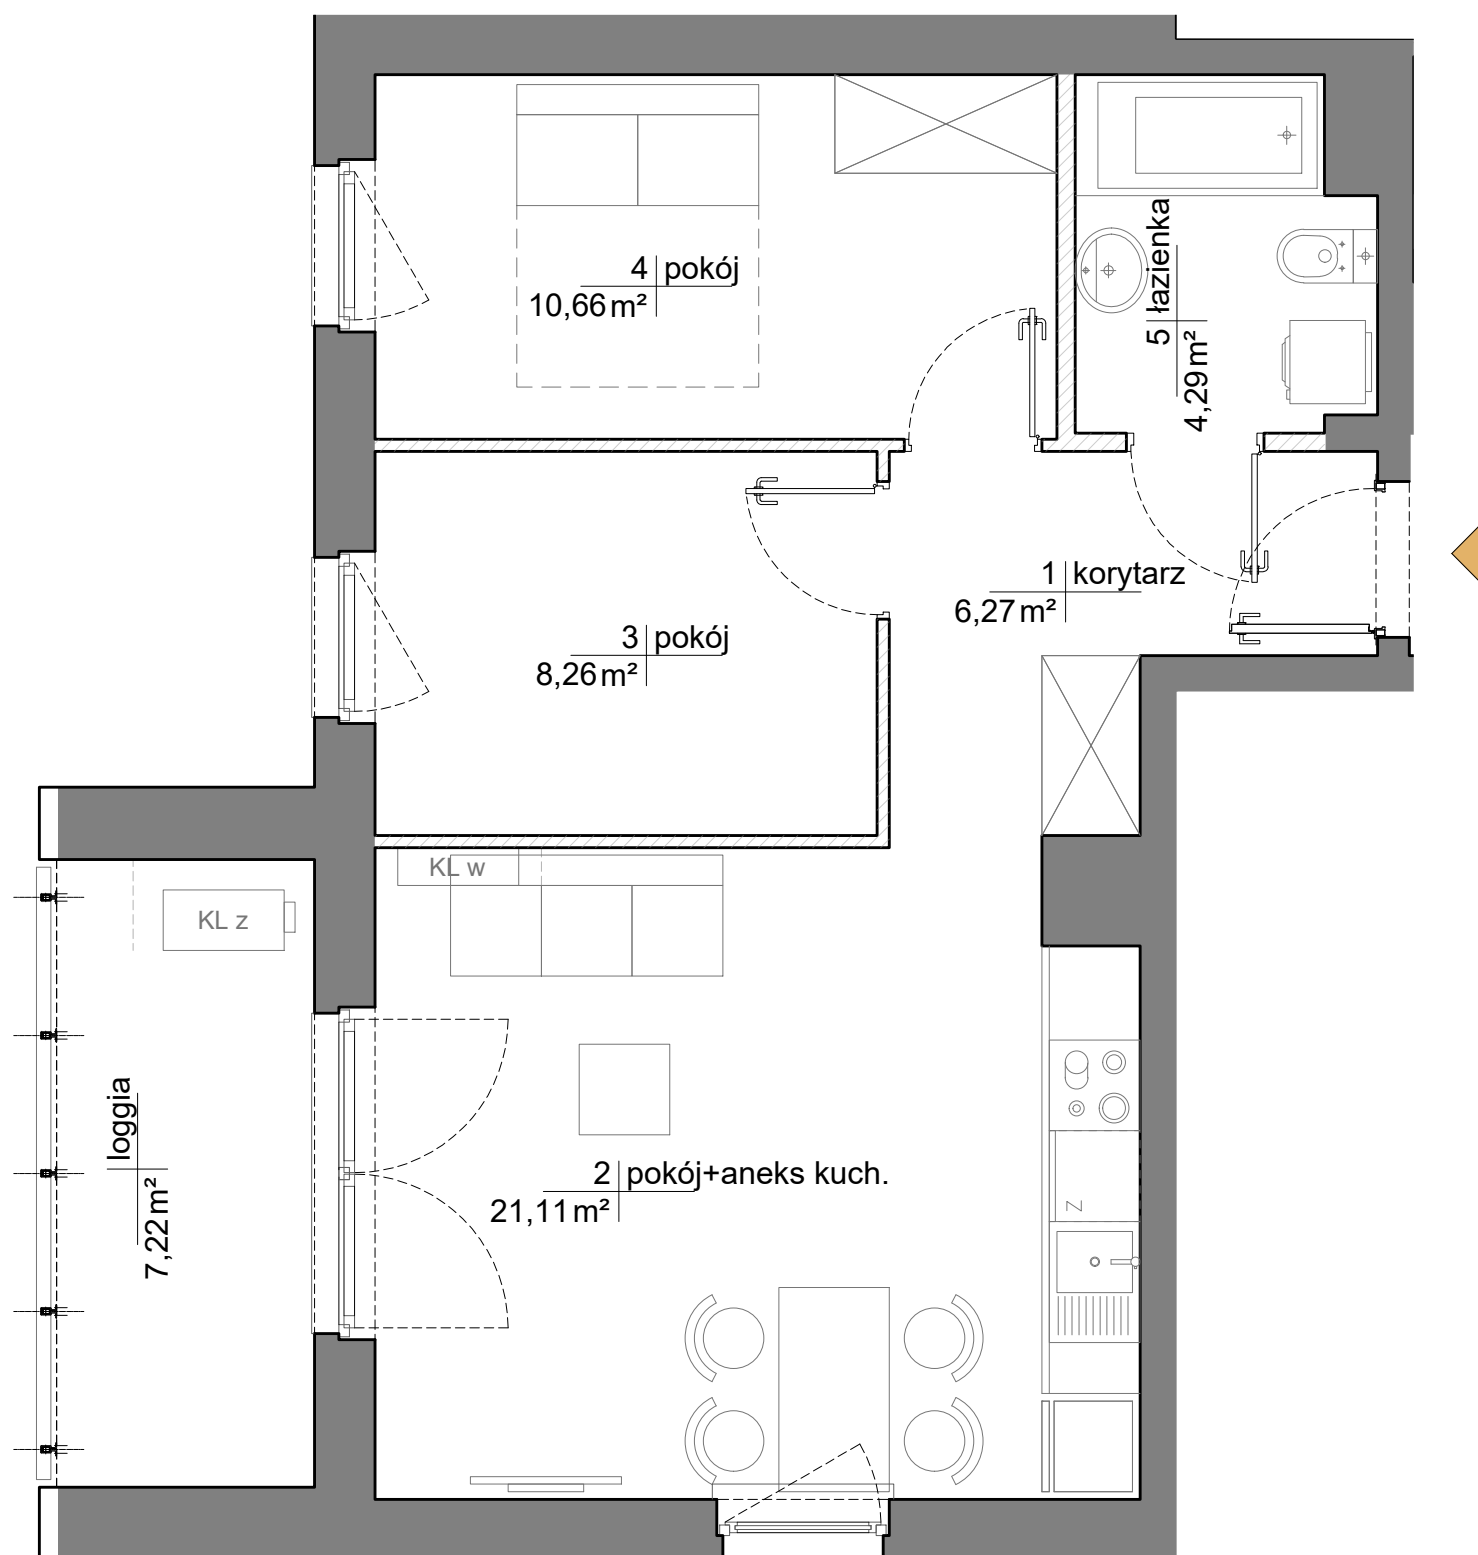 4 pokój
10,66 m²
5 łazienka
4,29 m²
1 korytarz
6,27 m²
3 pokój
8,26 m²
KL w
KL z
loggia
7,22 m²
2 pokój+aneks kuch.
21,11 m²
Z